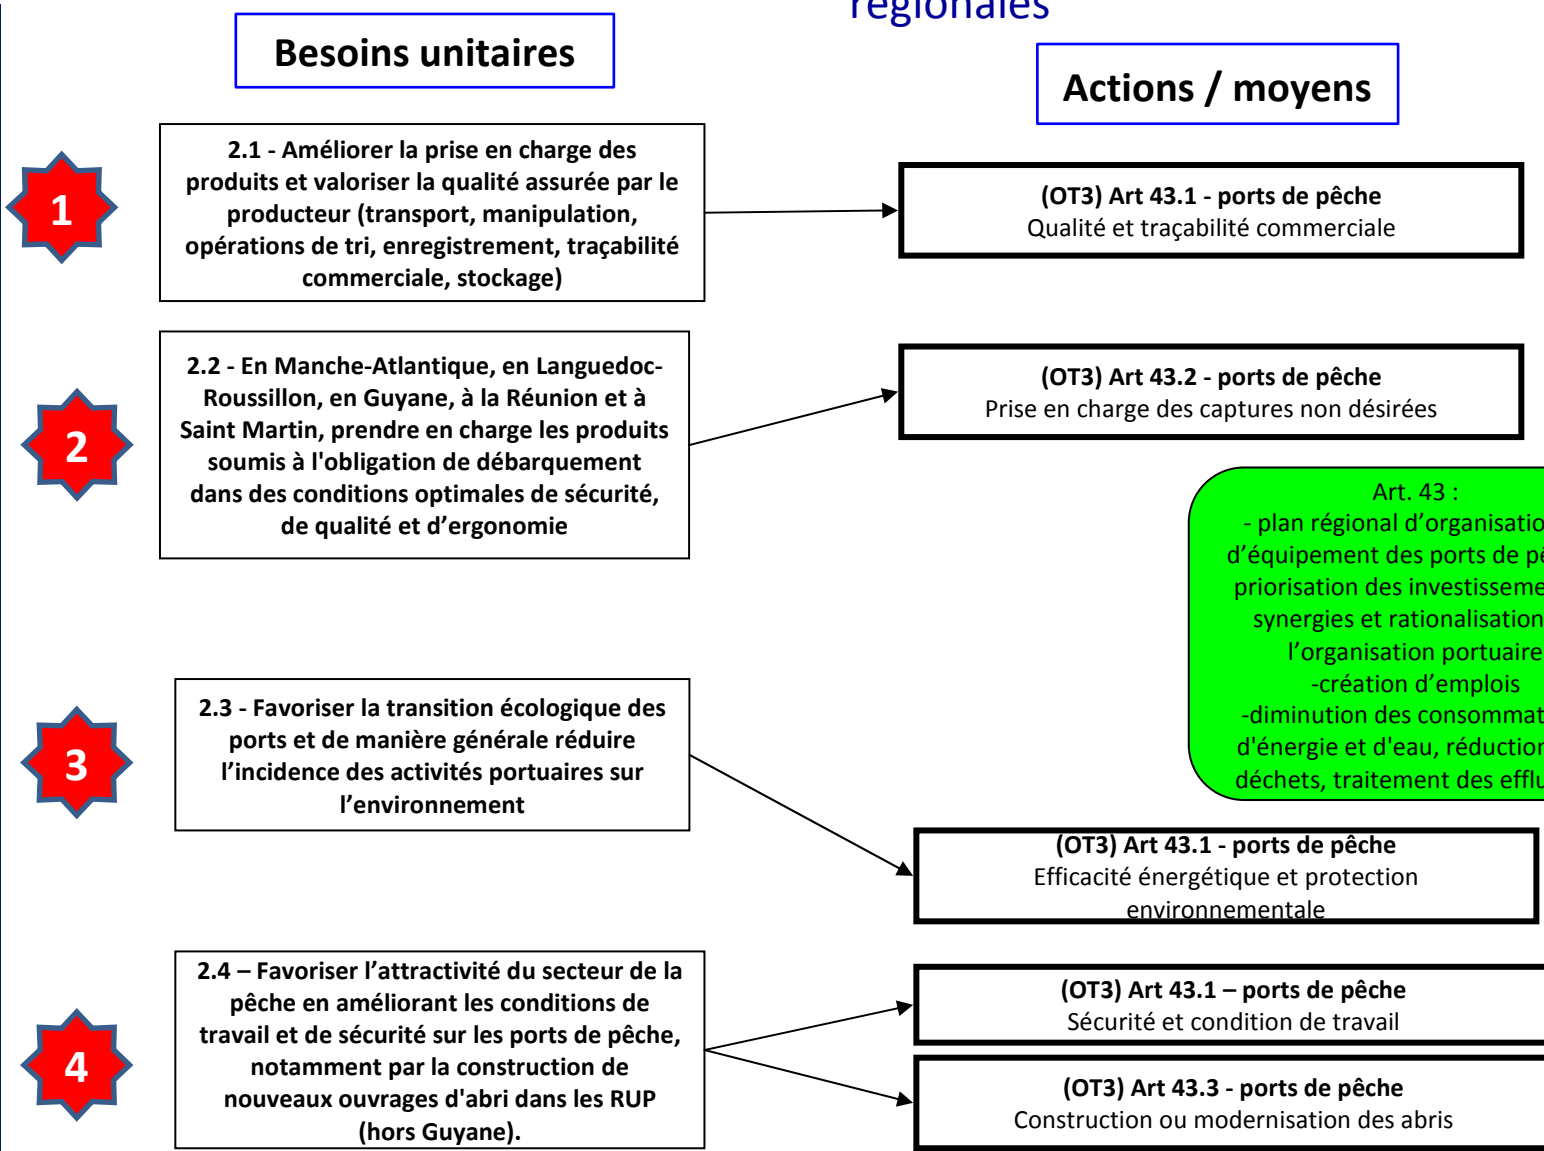 régionales
Besoins unitaires
Actions / moyens
1
2.1 - Améliorer la prise en charge des
produits et valoriser la qualité assurée par le
producteur (transport, manipulation,
opérations de tri, enregistrement, traçabilité
commerciale, stockage)
(OT3) Art 43.1 - ports de pêche
Qualité et traçabilité commerciale
2
2.2 - En Manche-Atlantique, en Languedoc-
Roussillon, en Guyane, à la Réunion et à
Saint Martin, prendre en charge les produits
soumis à l'obligation de débarquement
dans des conditions optimales de sécurité,
de qualité et d’ergonomie
(OT3) Art 43.2 - ports de pêche
Prise en charge des captures non désirées
Art. 43 :
- plan régional d’organisatio
d’équipement des ports de pê
priorisation des investisseme
synergies et rationalisation
l’organisation portuaire
-création d’emplois
-diminution des consommat
d'énergie et d'eau, réduction
déchets, traitement des efflu
3
2.3 - Favoriser la transition écologique des
ports et de manière générale réduire
l’incidence des activités portuaires sur
l’environnement
(OT3) Art 43.1 - ports de pêche
Efficacité énergétique et protection
environnementale
4
2.4 – Favoriser l’attractivité du secteur de la
pêche en améliorant les conditions de
travail et de sécurité sur les ports de pêche,
notamment par la construction de
nouveaux ouvrages d'abri dans les RUP
(hors Guyane).
(OT3) Art 43.1 – ports de pêche
Sécurité et condition de travail
(OT3) Art 43.3 - ports de pêche
Construction ou modernisation des abris